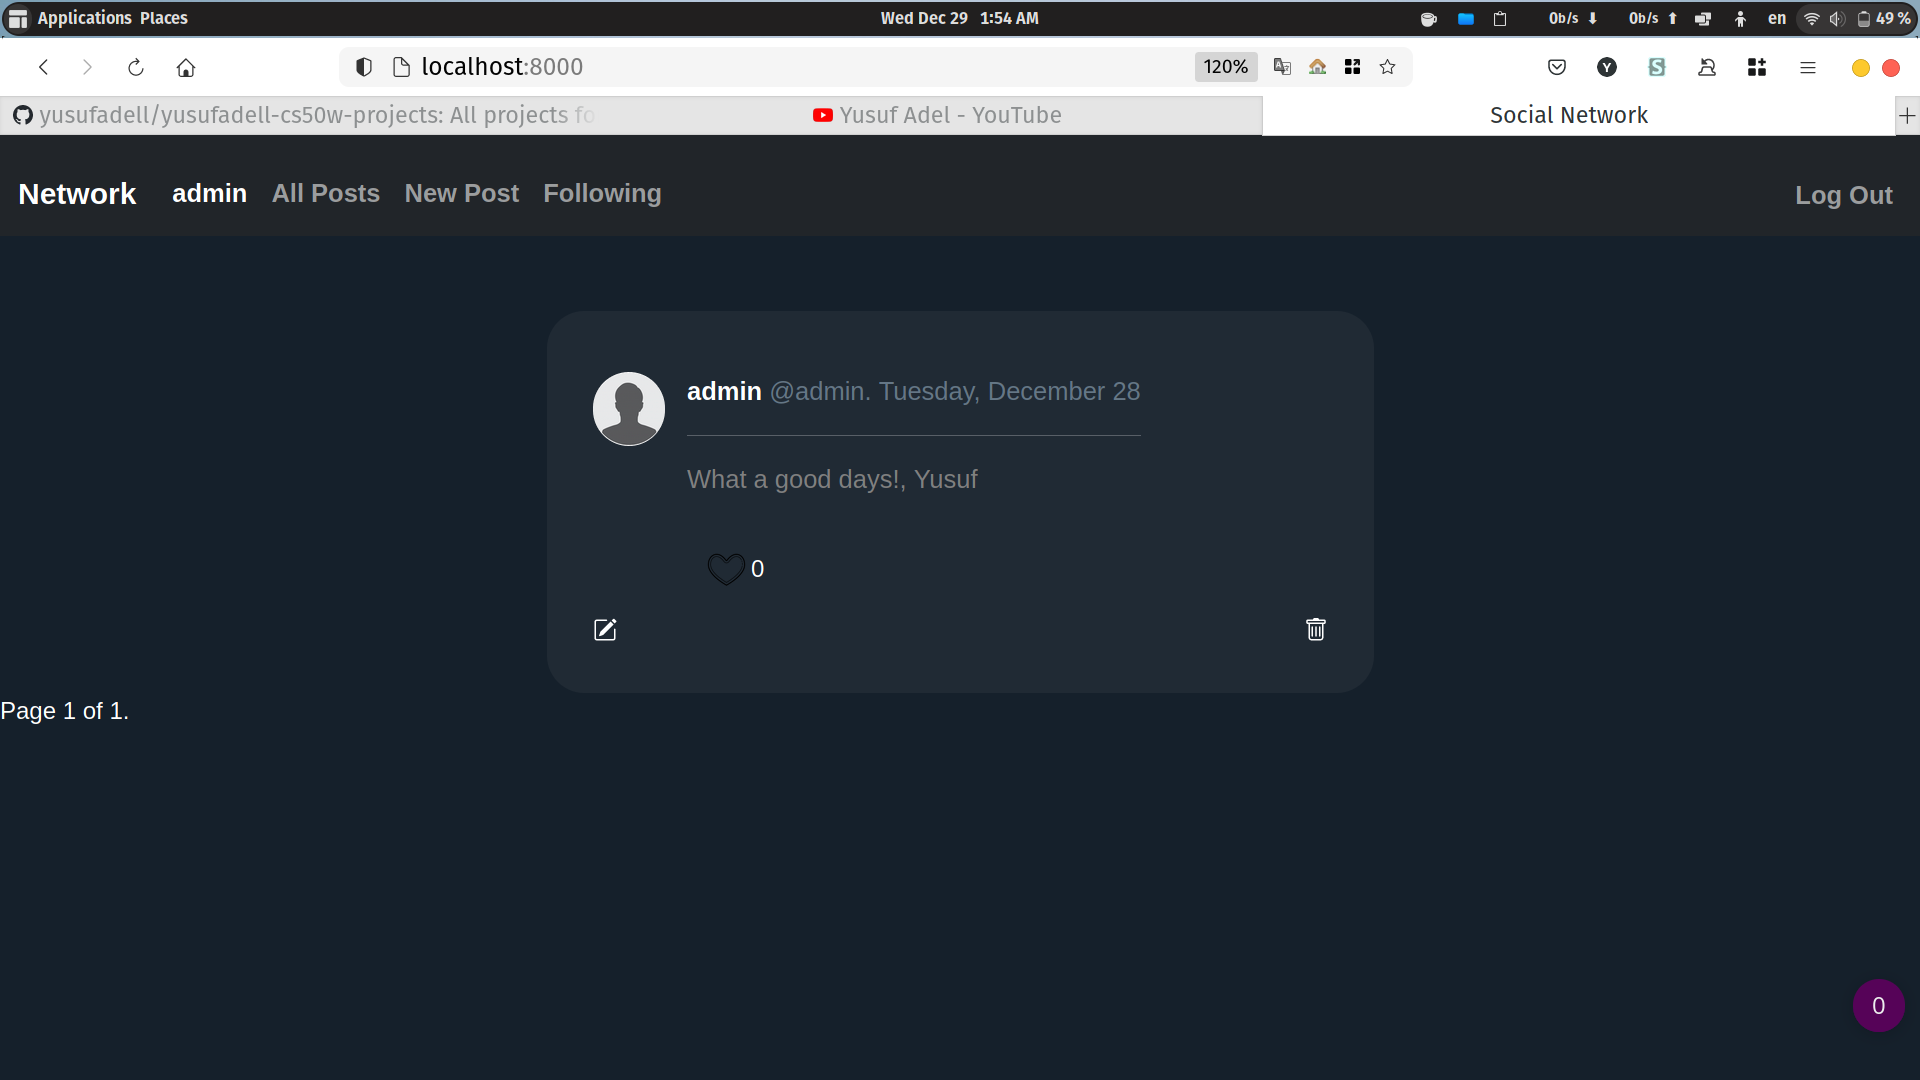 Applications Places Wed Dec 29 1:54 AM 0b/s ⬇ 0b/s ⬆ en 49 %
localhost:8000 120% Y S
yusufadell/yusufadell-cs50w-projects: All projects fo Yusuf Adel - YouTube Social Network
Network admin All Posts New Post Following Log Out
admin @admin. Tuesday, December 28
What a good days!, Yusuf
0
Page 1 of 1.
0